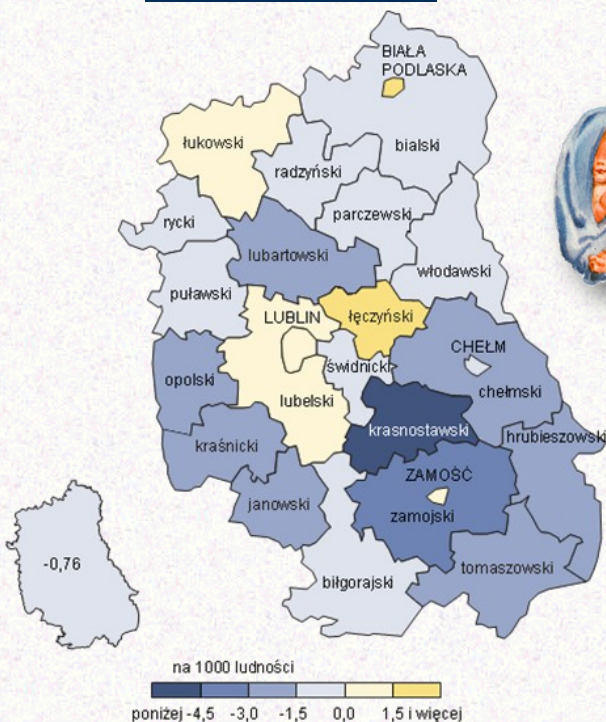 BIAŁA
PODLASKA
łukowski
bialski
radzyński
parczewski
rycki
lubartowski
włodawski
puławski
LUBLIN
łęczyński
CHEŁM
świdnicki
opolski
chełmski
lubelski
krasnostawski
hrubieszowski
kraśnicki
ZAMOŚĆ
janowski
zamojski
-0,76
tomaszowski
biłgorajski
na 1000 ludności
poniżej -4,5 -3,0 -1,5 0,0 1,5 i więcej